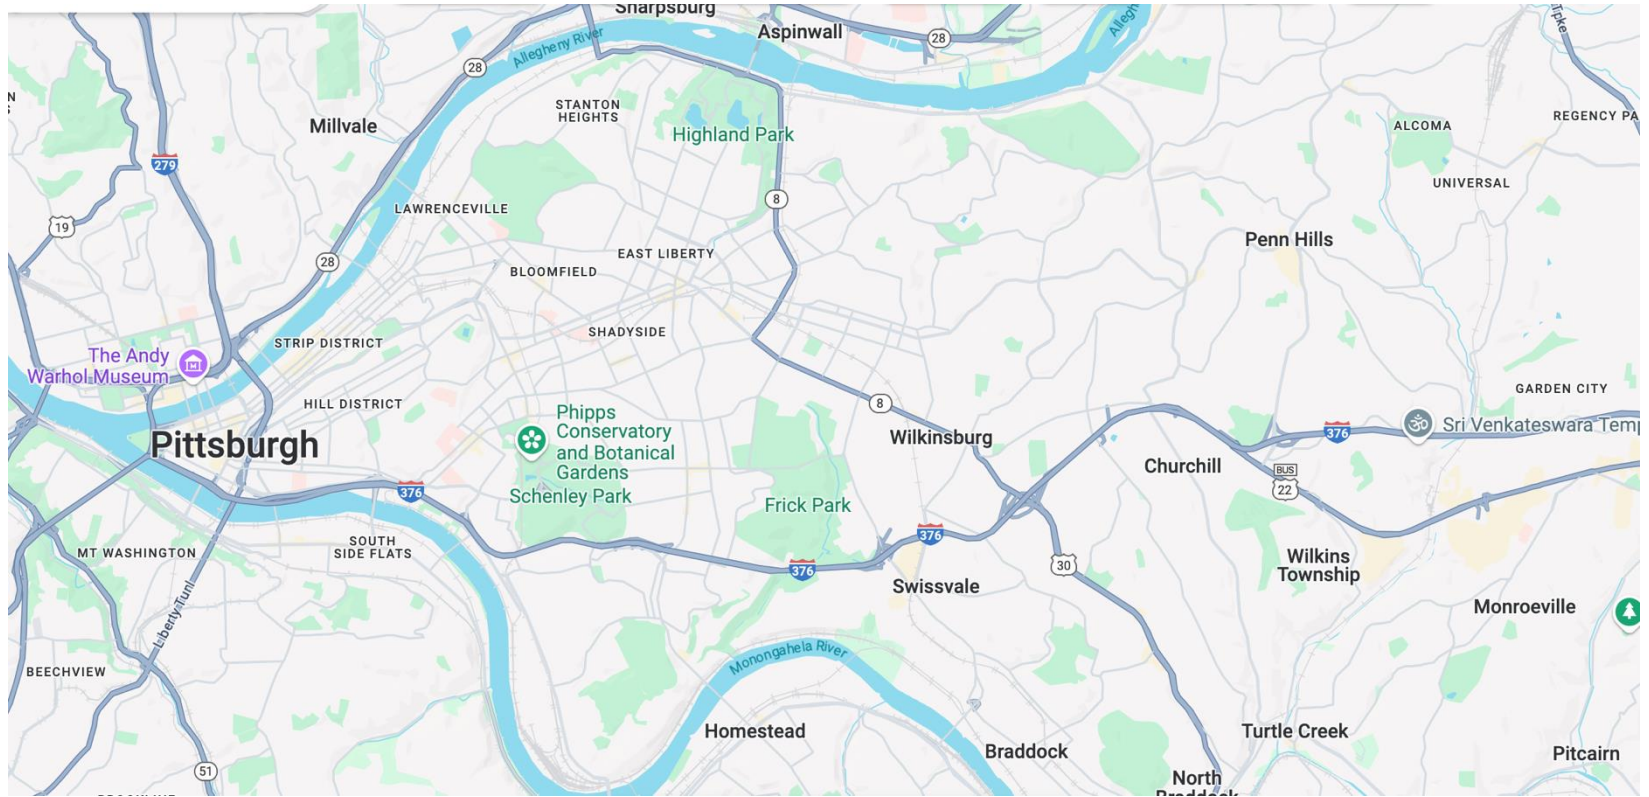 Sharpsburg
Aspinwall
Allegheny River
28
28
STANTON
HEIGHTS
Millvale
Highland Park
ALCOMA
REGENCY PA
279
UNIVERSAL
8
LAWRENCEVILLE
19
Penn Hills
EAST LIBERTY
28
BLOOMFIELD
SHADYSIDE
STRIP DISTRICT
The Andy
Warhol Museum
GARDEN CITY
HILL DISTRICT
8
Phipps
Conservatory
and Botanical
Gardens
376
Sri Venkateswara Temp
Pittsburgh
Wilkinsburg
Churchill
BUS
22
376
Schenley Park
Frick Park
376
SOUTH
SIDE FLATS
MT WASHINGTON
376
30
Wilkins
Township
Swissvale
Liberty Tunl
Monroeville
Monongahela River
BEECHVIEW
Homestead
Turtle Creek
Braddock
Pitcairn
51
North
Braddock